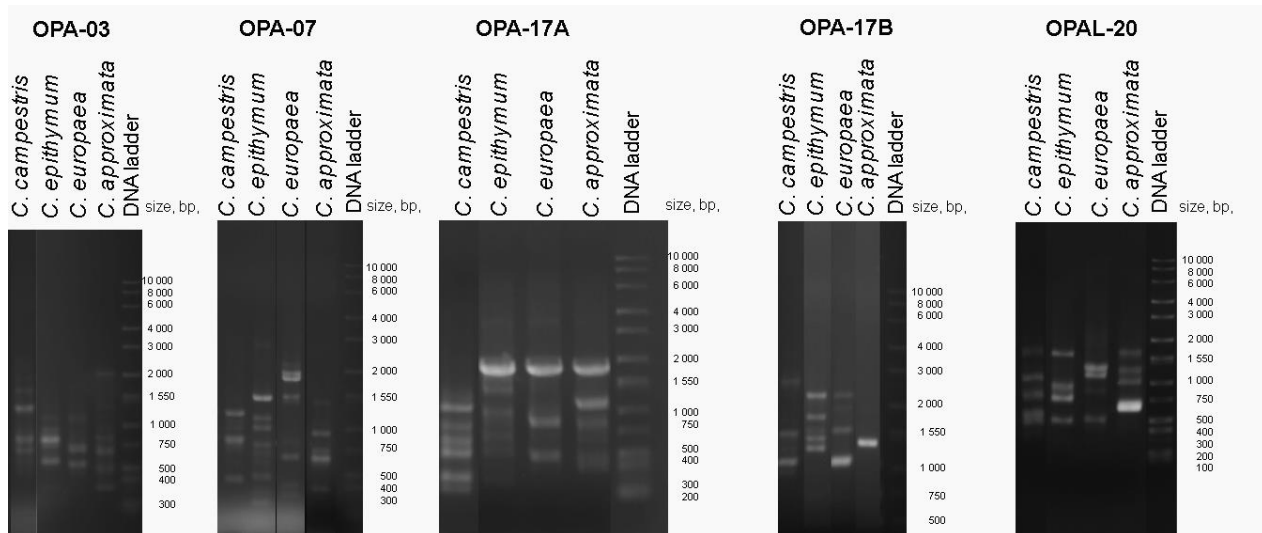 OPA-03
C. campestris
C. epithymum
C. europaea
C. approximata
DNA ladder
size, bp,
10 000
8 000
6 000
4 000
3 000
2 000
1 550
1 000
750
500
400
300
OPA-07
C. campestris
C. epithymum
C. europaea
C. approximata
DNA ladder
size, bp,
10 000
8 000
6 000
4 000
3 000
2 000
1 550
1 000
750
500
400
300
OPA-17A
C. campestris
C. epithymum
C. europaea
C. approximata
DNA ladder
size, bp,
10 000
8 000
6 000
4 000
3 000
2 000
1 550
1 000
750
500
400
300
200
OPA-17B
C. campestris
C. epithymum
C. europaea
C. approximata
DNA ladder
size, bp,
10 000
8 000
6 000
4 000
3 000
2 000
1 550
1 000
750
500
OPAL-20
C. campestris
C. epithymum
C. europaea
C. approximata
DNA ladder
size, bp,
10 000
8 000
6 000
4 000
3 000
2 000
1 550
1 000
750
500
400
300
200
100